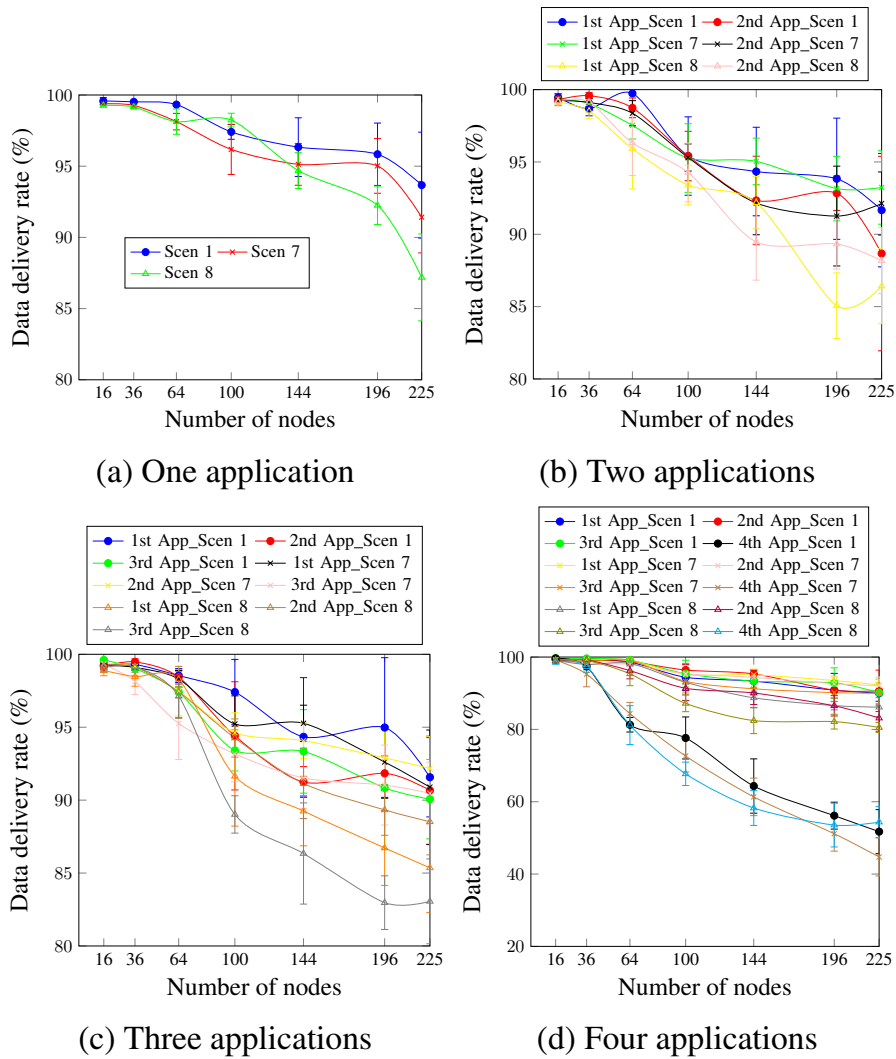 1st App_Scen 1 2nd App_Scen 1
1st App_Scen 7 2nd App_Scen 7
1st App_Scen 8 2nd App_Scen 8
Data delivery rate (%)
100
95
90
85
80
Scen 1 Scen 7
Scen 8
16 36 64 100 144 196 225
Number of nodes
(a) One application
Data delivery rate (%)
100
95
90
85
80
16 36 64 100 144 196 225
Number of nodes
(b) Two applications
1st App_Scen 1 2nd App_Scen 1
3rd App_Scen 1 1st App_Scen 7
2nd App_Scen 7 3rd App_Scen 7
1st App_Scen 8 2nd App_Scen 8
3rd App_Scen 8
Data delivery rate (%)
100
95
90
85
80
16 36 64 100 144 196 225
Number of nodes
(c) Three applications
1st App_Scen 1 2nd App_Scen 1
3rd App_Scen 1 4th App_Scen 1
1st App_Scen 7 2nd App_Scen 7
3rd App_Scen 7 4th App_Scen 7
1st App_Scen 8 2nd App_Scen 8
3rd App_Scen 8 4th App_Scen 8
Data delivery rate (%)
100
80
60
40
20
16 36 64 100 144 196 225
Number of nodes
(d) Four applications